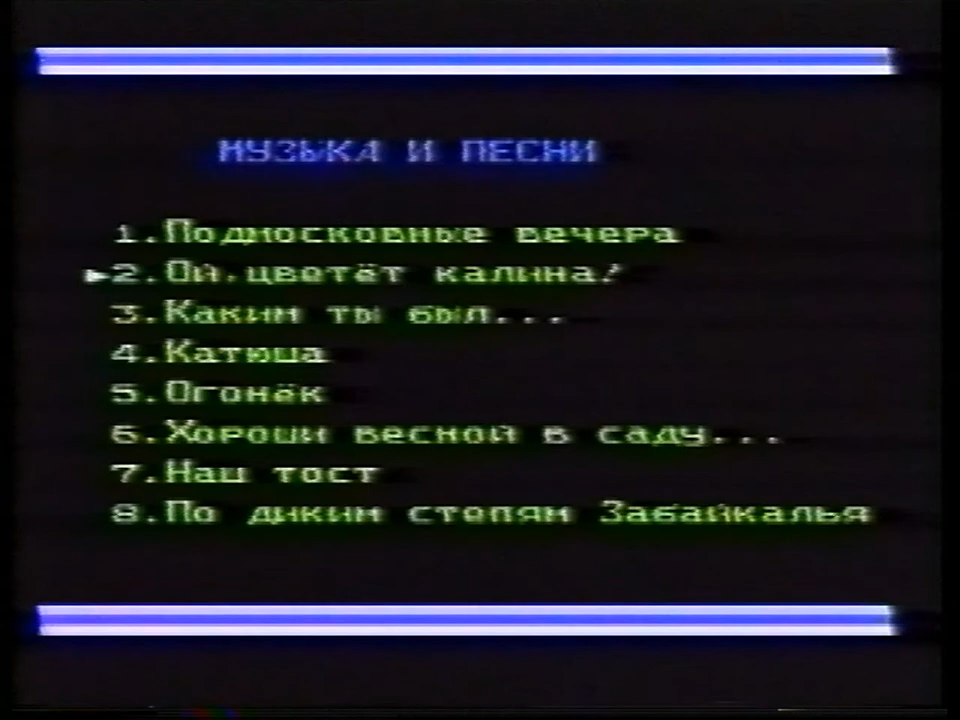 МУЗЫКА И ПЕСНИ
1.Подмосковные вечера
▶2.Ой,цветёт калина!
3.Каким ты был...
4.Катюша
5.Огонёк
6.Хороши весной в саду...
7.Наш тост
8.По диким степям Забайкалья